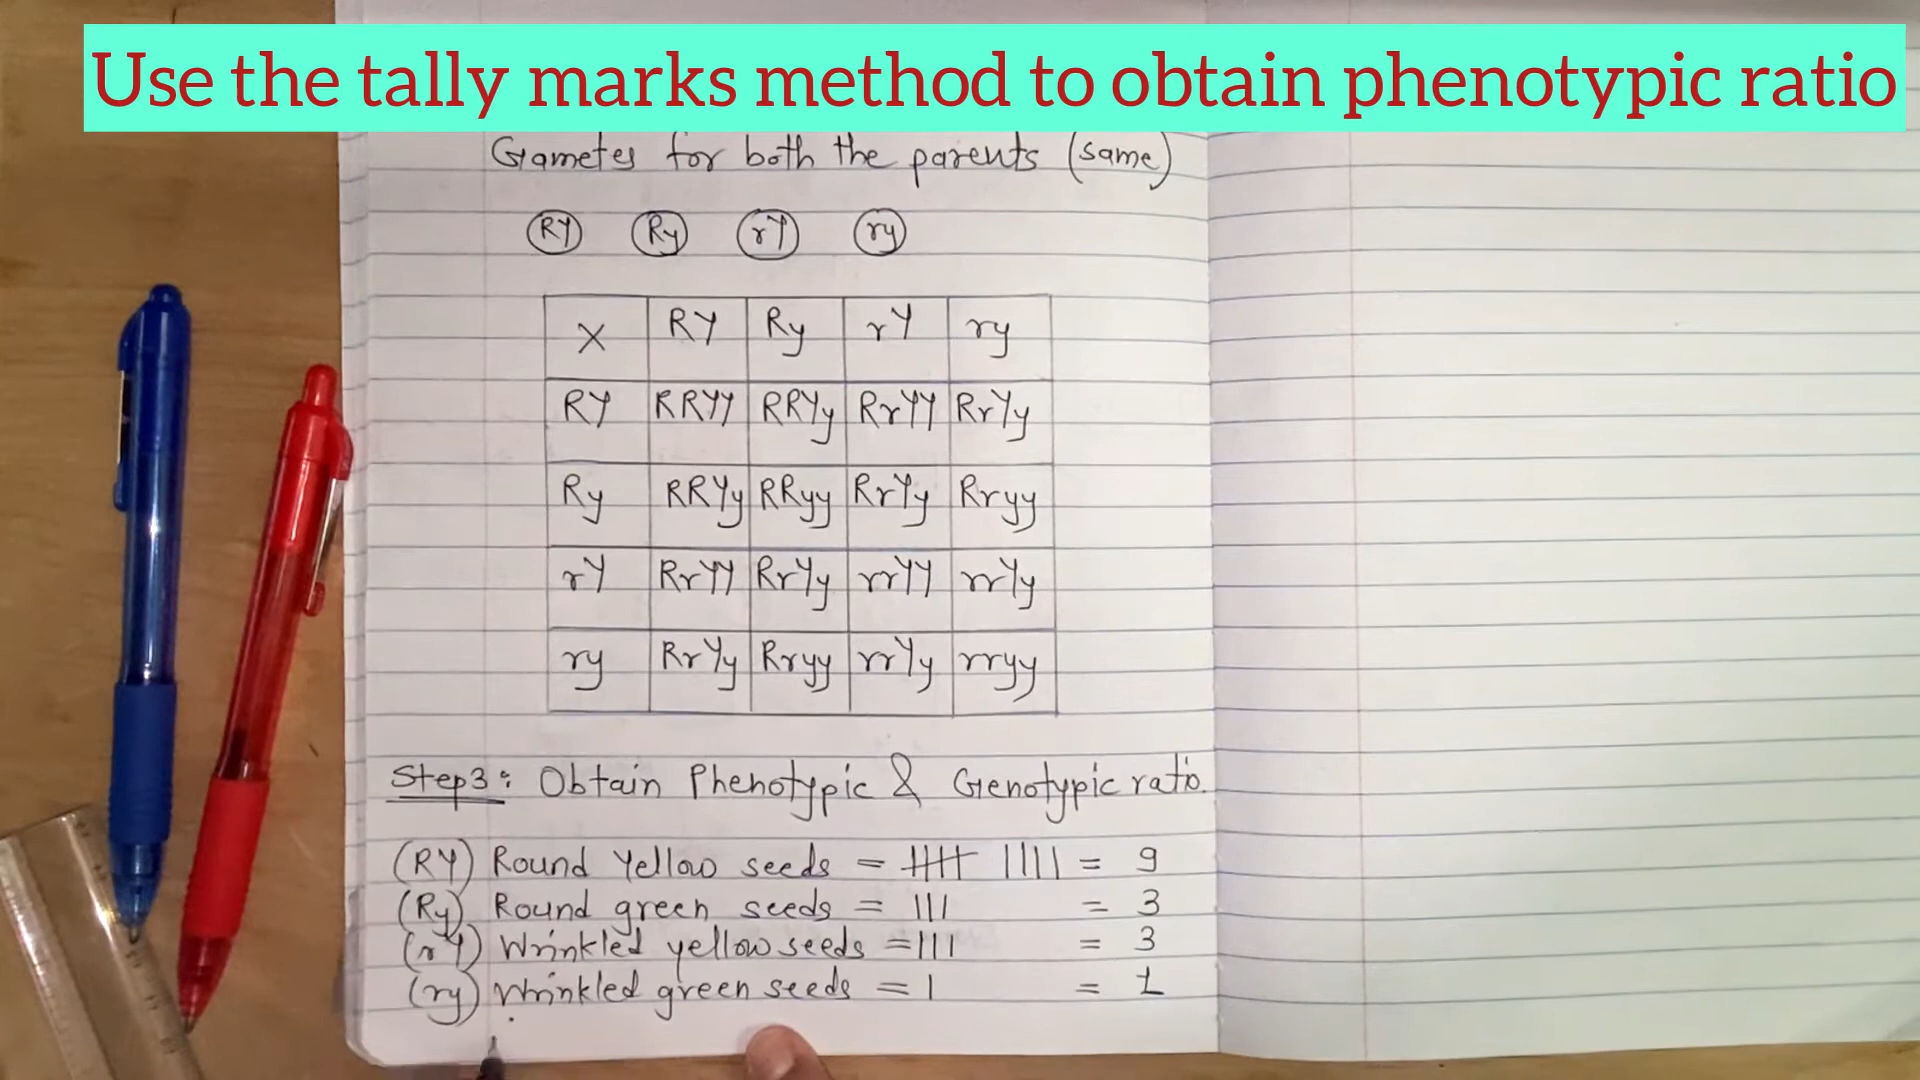 Use the tally marks method to obtain phenotypic ratio
Gametes for both the parents (same)
RY Ry rY ry
X RY Ry rY ry
RY RRYY RRYy RrYY RrYy
Ry RRYy RRyy RrYy Rryy
rY RrYY RrYy rrYY rrYy
ry RrYy Rryy rrYy rryy
Step3: Obtain Phenotypic & Genotypic ratio.
(RY) Round Yellow seeds = 卌 |||| = 9
(Ry) Round green seeds = ||| = 3
(rY) Wrinkled yellow seeds = ||| = 3
(ry) Wrinkled green seeds = | = 1